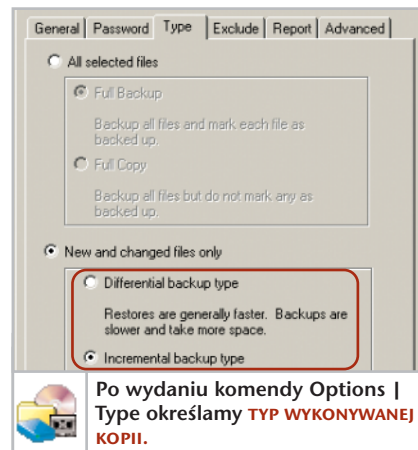 General Password Type Exclude Report Advanced
All selected files
Full Backup
Backup all files and mark each file as
backed up.
Full Copy
Backup all files but do not mark any as
backed up.
New and changed files only
Differential backup type
Restores are generally faster. Backups are
slower and take more space.
Incremental backup type
Po wydaniu komendy Options |
Type określamy TYP WYKONYWANEJ
KOPII.